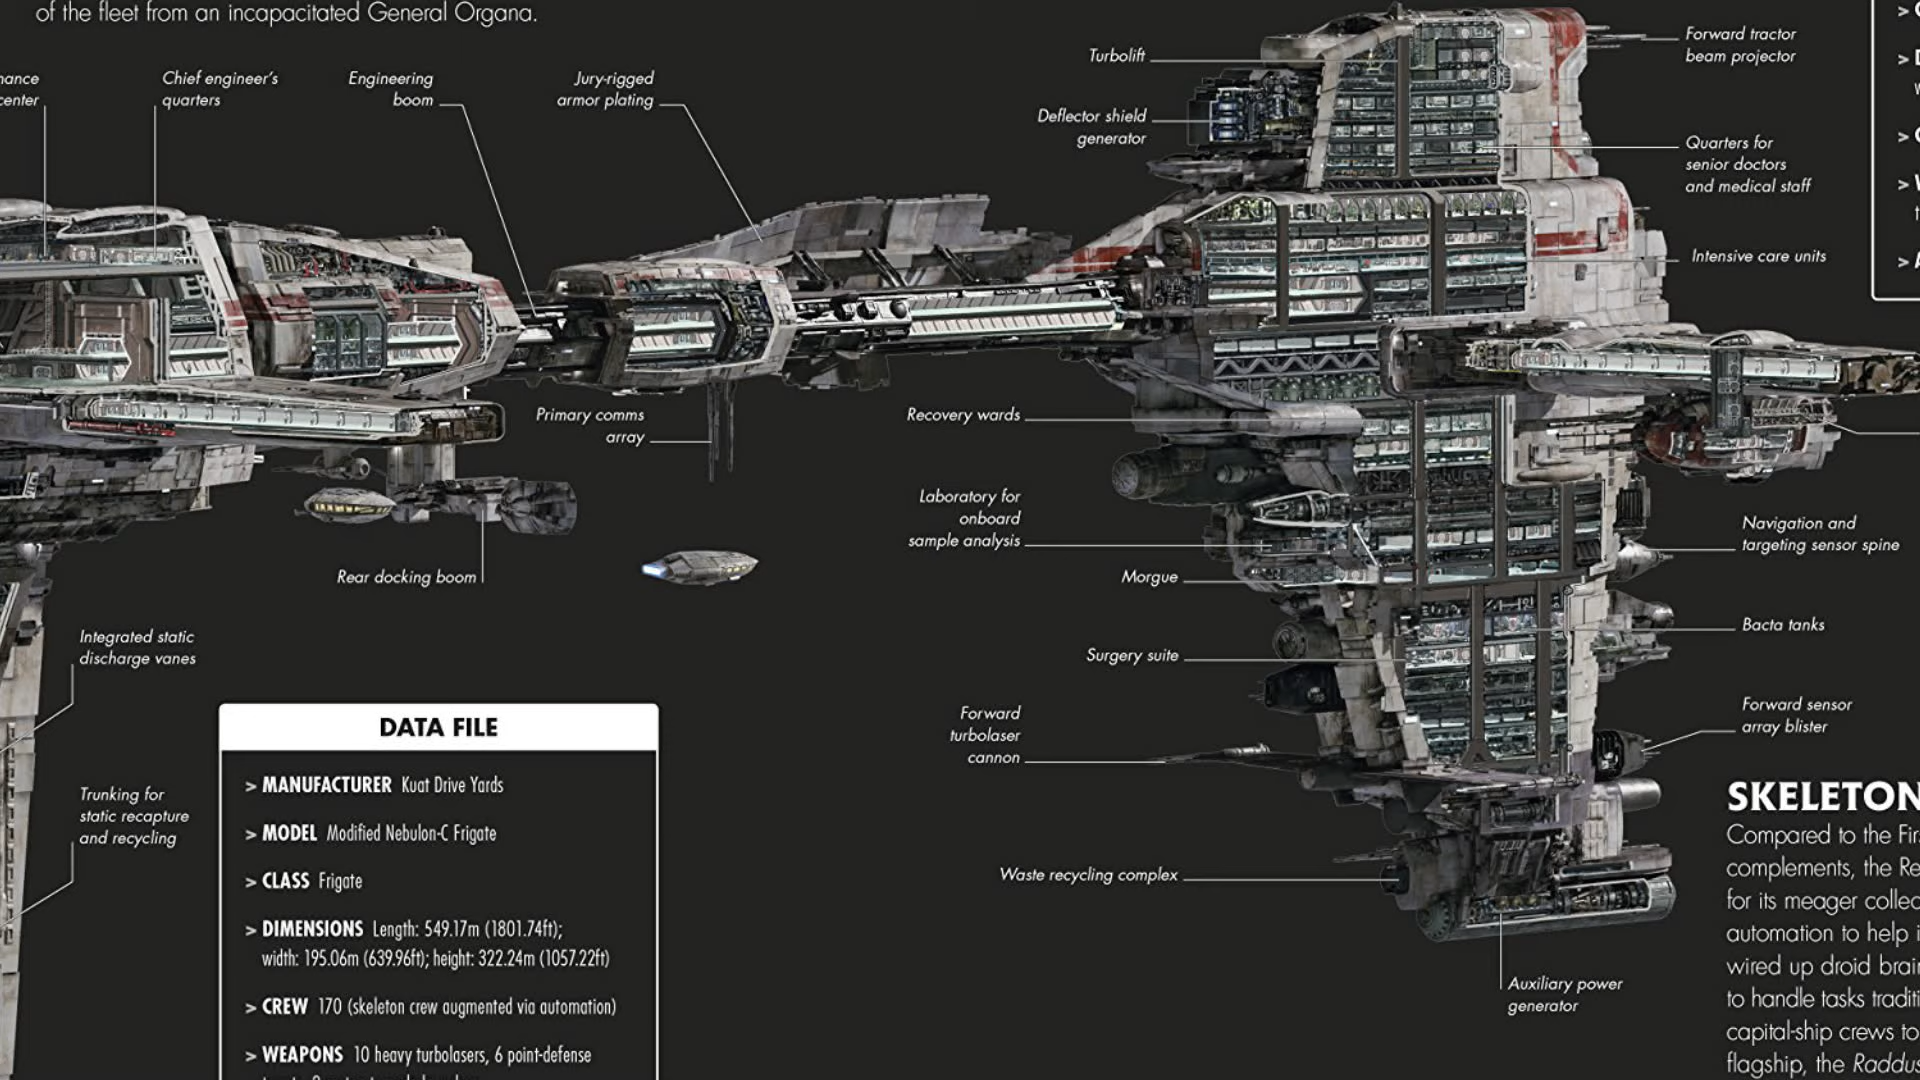 of the fleet from an incapacitated General Organa.
center
Chief engineer's
quarters
Engineering
boom
Jury-rigged
armor plating
Turbolift
Deflector shield
generator
Forward tractor
beam projector
Quarters for
senior doctors
and medical staff
Intensive care units
Primary comms
array
Recovery wards
Laboratory for
onboard
sample analysis
Rear docking boom
Morgue
Navigation and
targeting sensor spine
Integrated static
discharge vanes
Bacta tanks
Surgery suite
Forward
turbolaser
cannon
Forward sensor
array blister
Trunking for
static recapture
and recycling
Waste recycling complex
Auxiliary power
generator
DATA FILE
> MANUFACTURER Kuat Drive Yards
> MODEL Modified Nebulon-C Frigate
> CLASS Frigate
> DIMENSIONS Length: 549.17m (1801.74ft);
width: 195.06m (639.96ft); height: 322.24m (1057.22ft)
> CREW 170 (skeleton crew augmented via automation)
> WEAPONS 10 heavy turbolasers, 6 point-defense
SKELETON
Compared to the
complements, the
for its meager
automation to help
wired up droid
to handle tasks
capital-ship crews to
flagship, the Raddus